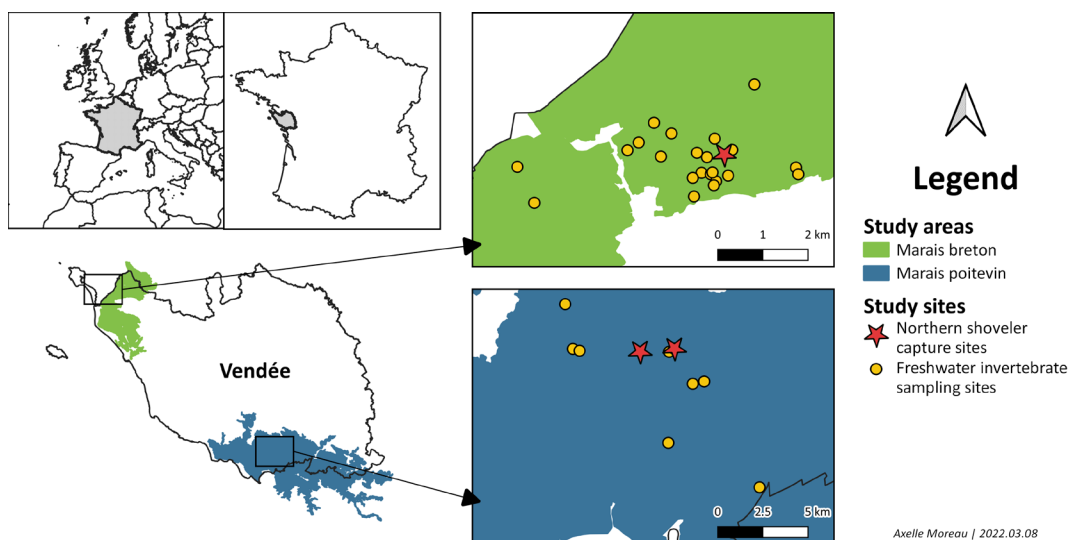 0 1 2 km
Vendée
0 2.5 5 km
Legend
Study areas
Marais breton
Marais poitevin
Study sites
Northern shoveler
capture sites
Freshwater invertebrate
sampling sites
Axelle Moreau | 2022.03.08